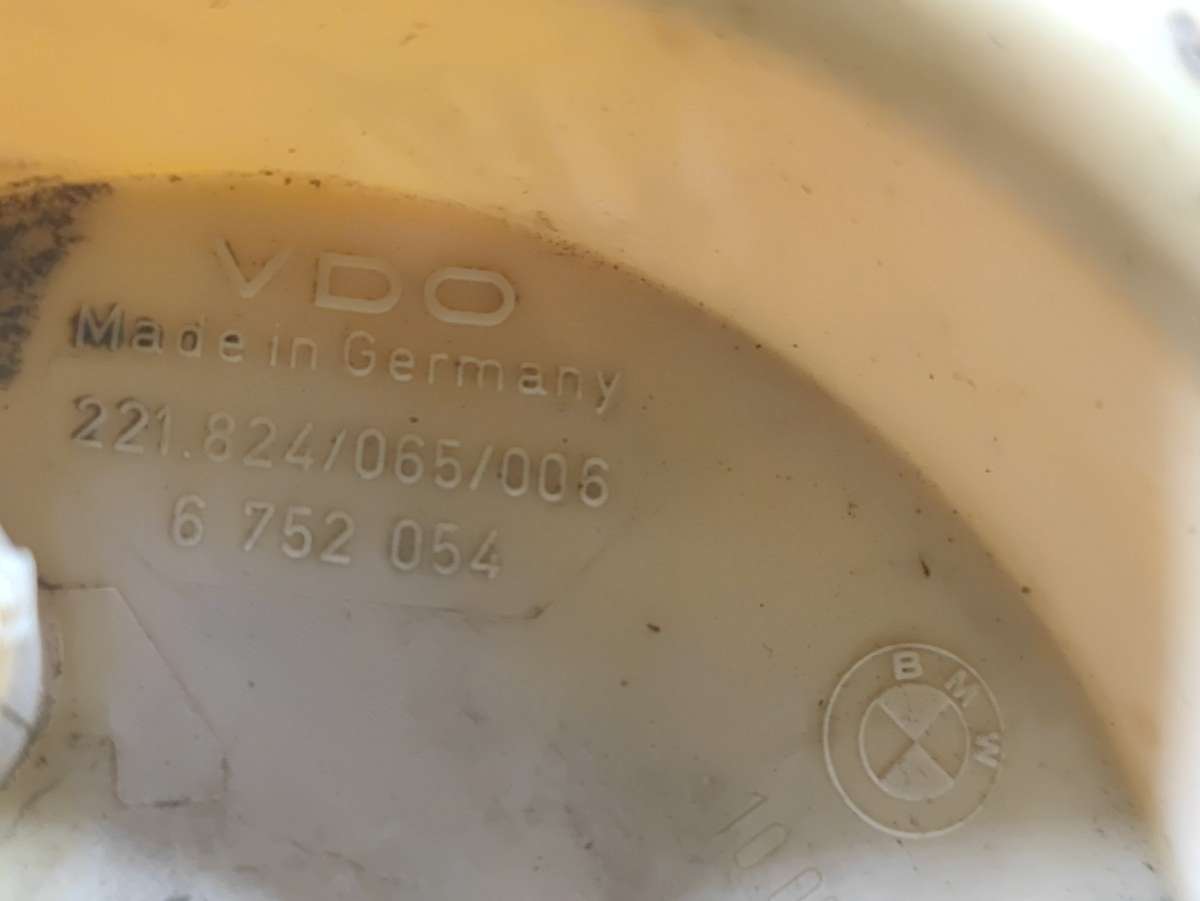 VDO
Made in Germany
221.824/065/006
6 752 054
BMW